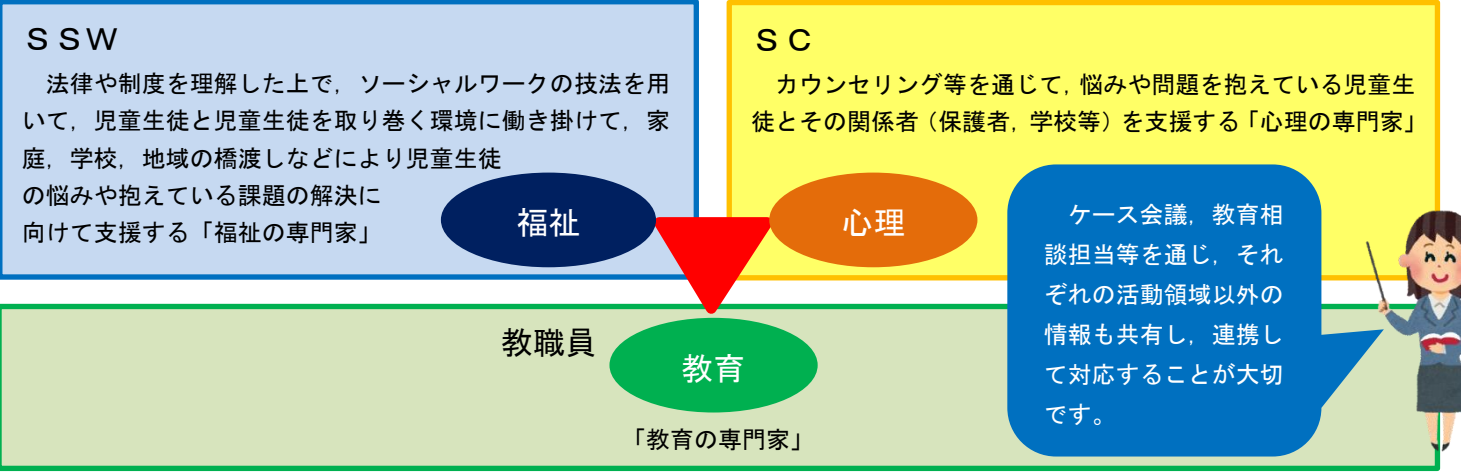 ＳＳＷ
　法律や制度を理解した上で，ソーシャルワークの技法を用
いて，児童生徒と児童生徒を取り巻く環境に働き掛けて，家
庭，学校，地域の橋渡しなどにより児童生徒
の悩みや抱えている課題の解決に
向けて支援する「福祉の専門家」
福祉
ＳＣ
　カウンセリング等を通じて，悩みや問題を抱えている児童生
徒とその関係者（保護者，学校等）を支援する「心理の専門家」
心理
　ケース会議，教育相
談担当等を通じ，それ
ぞれの活動領域以外の
情報も共有し，連携し
て対応することが大切
です。
教職員
教育
「教育の専門家」